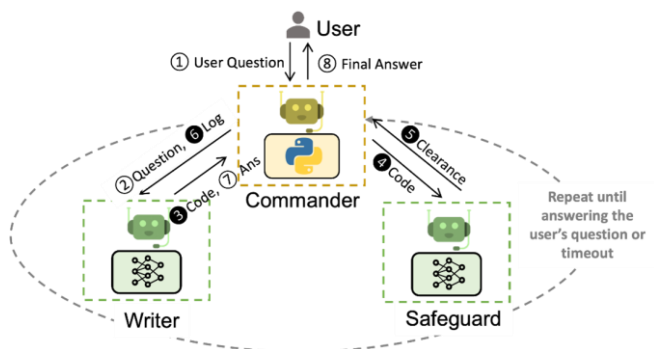 User
① User Question
⑧ Final Answer
② Question, ❻ Log
❸ Code, ⑦ Ans
❺ Clearance
❹ Code
Commander
Repeat until
answering the
user's question or
timeout
Writer
Safeguard